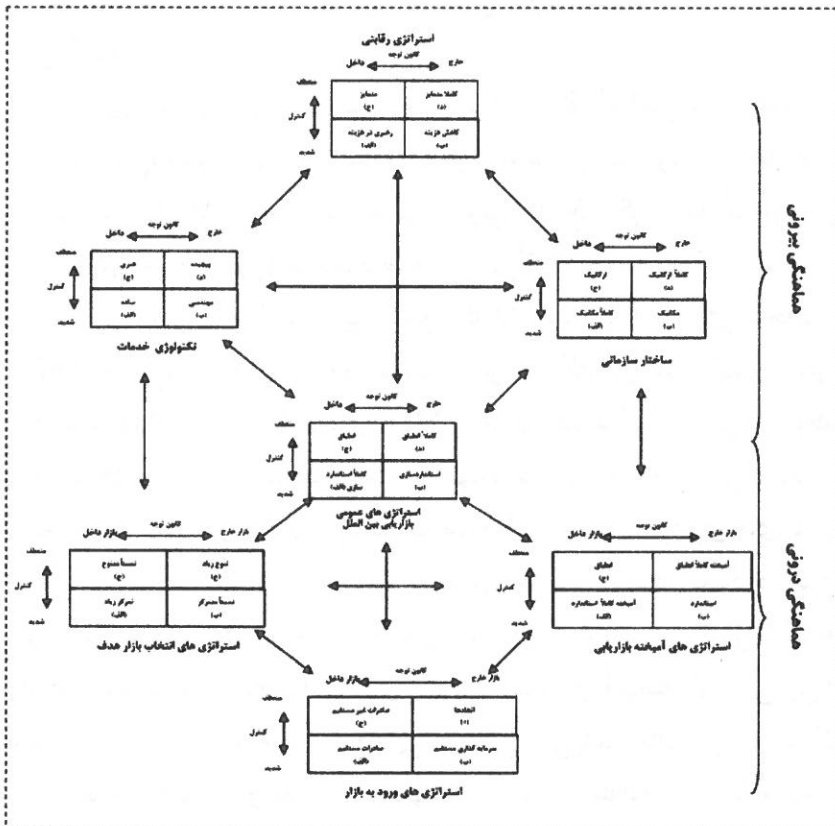 استراتژی رقابتی
خارج کانون توجه داخل
منعطف
کنترل
شدید
متمایز (ج)
کاملا متمایز (د)
رهبری در هزینه (الف)
کاهش هزینه (ب)
خارج کانون توجه داخل
منعطف
کنترل
شدید
هنری (ج)
پیچیده (د)
ساده (الف)
مهندسی (ب)
تکنولوژی خدمات
خارج کانون توجه داخل
منعطف
کنترل
شدید
ارگانیک (ج)
کاملاً ارگانیک (د)
کاملاً مکانیک (الف)
مکانیک (ب)
ساختار سازمانی
هماهنگی بیرونی
خارج کانون توجه داخل
منعطف
کنترل
شدید
انطباق (ج)
کاملاً انطباق (د)
کاملاً استاندارد سازی (الف)
استانداردسازی (ب)
استراتژی های عمومی
بازاریابی بین الملل
بازار خارج کانون توجه بازار داخل
منعطف
کنترل
شدید
نسبتاً متنوع (ج)
تنوع زیاد (ج)
تمرکز زیاد (الف)
نسبتاً متمرکز (ب)
استراتژی های انتخاب بازار هدف
بازار خارج کانون توجه بازار داخل
منعطف
کنترل
شدید
انطباق (ج)
آمیخته کاملاً انطباق
آمیخته کاملاً استاندارد (الف)
استاندارد (ب)
استراتژی های آمیخته بازاریابی
هماهنگی درونی
بازار خارج کانون توجه بازار داخل
منعطف
کنترل
شدید
صادرات غیر مستقیم (ج)
اتحادها (د)
صادرات مستقیم (الف)
سرمایه گذاری مستقیم (ب)
استراتژی های ورود به بازار